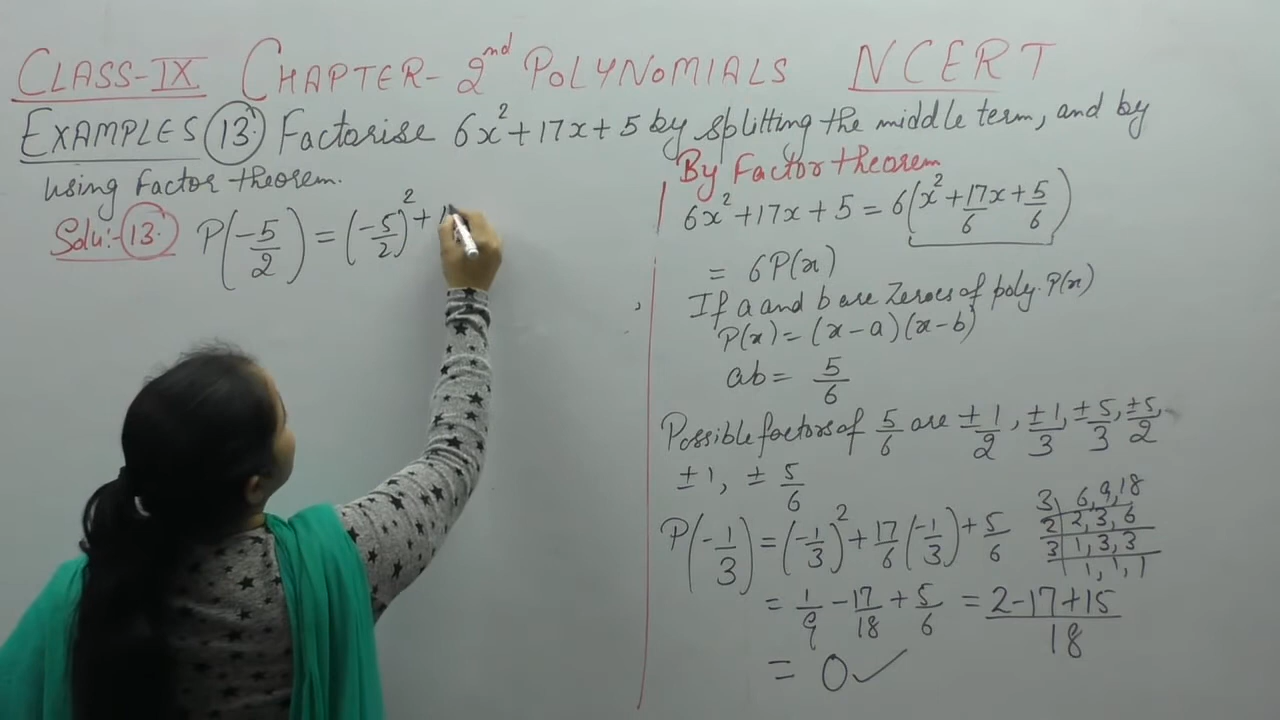 CLASS-IX CHAPTER-2nd POLYNOMIALS NCERT
EXAMPLES 13. Factorise 6x² + 17x + 5 by splitting the middle term, and by
using Factor theorem.
Solu:- 13. P(-5/2) = (-5/2)² + 1
By Factor theorem
6x² + 17x + 5 = 6(x² + 17x/6 + 5/6)
= 6P(x)
If a and b are Zeroes of poly. P(x)
P(x) = (x-a)(x-b)
ab = 5/6
Possible factors of 5/6 are ±1/2, ±1/3, ±5/3, ±5/2,
±1, ±5/6
P(-1/3) = (-1/3)² + 17/6(-1/3) + 5/6
= 1/9 - 17/18 + 5/6 = 2-17+15/18
= 0✓
3 6, 9, 18
2 2, 3, 6
3 1, 3, 3
1, 1, 1